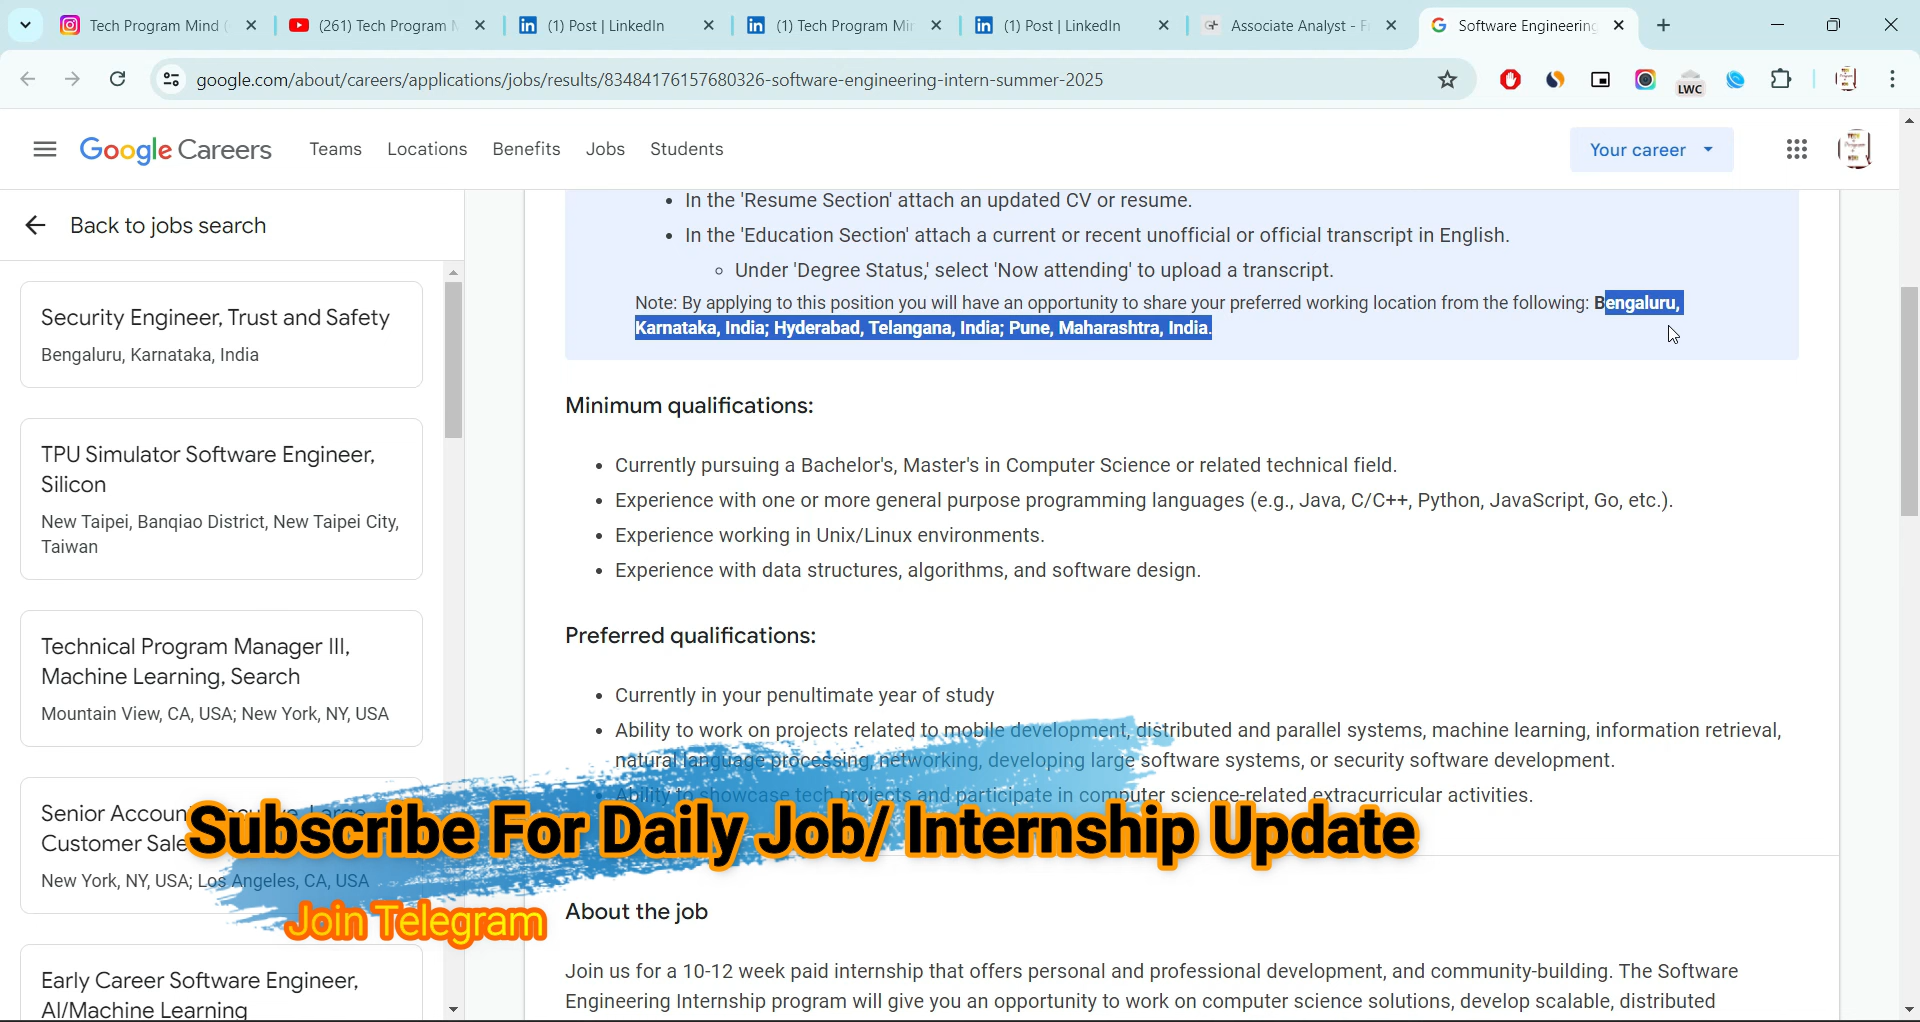 Tech Program Mind (
(261) Tech Program M
(1) Post | LinkedIn
(1) Tech Program Min
(1) Post | LinkedIn
Associate Analyst - F
Software Engineering
google.com/about/careers/applications/jobs/results/83484176157680326-software-engineering-intern-summer-2025
LWC
Google Careers
Teams
Locations
Benefits
Jobs
Students
Your career
Back to jobs search
Security Engineer, Trust and Safety
Bengaluru, Karnataka, India
TPU Simulator Software Engineer,
Silicon
New Taipei, Banqiao District, New Taipei City,
Taiwan
Technical Program Manager III,
Machine Learning, Search
Mountain View, CA, USA; New York, NY, USA
Senior Account Large
Customer Sale
New York, NY, USA; Los Angeles, CA, USA
Early Career Software Engineer,
AI/Machine Learning
• In the 'Resume Section' attach an updated CV or resume.
• In the 'Education Section' attach a current or recent unofficial or official transcript in English.
◦ Under 'Degree Status,' select 'Now attending' to upload a transcript.
Note: By applying to this position you will have an opportunity to share your preferred working location from the following: Bengaluru,
Karnataka, India; Hyderabad, Telangana, India; Pune, Maharashtra, India.
Minimum qualifications:
• Currently pursuing a Bachelor's, Master's in Computer Science or related technical field.
• Experience with one or more general purpose programming languages (e.g., Java, C/C++, Python, JavaScript, Go, etc.).
• Experience working in Unix/Linux environments.
• Experience with data structures, algorithms, and software design.
Preferred qualifications:
• Currently in your penultimate year of study
• Ability to work on projects related to mobile development, distributed and parallel systems, machine learning, information retrieval,
natural language processing, networking, developing large software systems, or security software development.
• Ability to showcase tech projects and participate in computer science-related extracurricular activities.
Subscribe For Daily Job/ Internship Update
Join Telegram
About the job
Join us for a 10-12 week paid internship that offers personal and professional development, and community-building. The Software
Engineering Internship program will give you an opportunity to work on computer science solutions, develop scalable, distributed